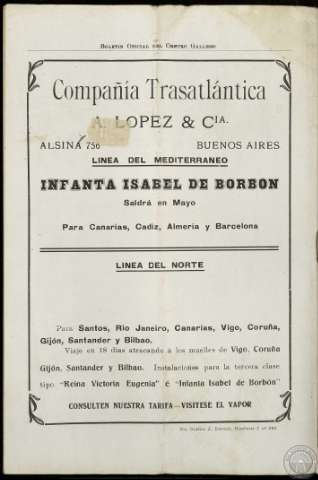 BOLETIN OFICIAL DEL CENTRO GALLEGO
Compañía Trasatlántica
A. LOPEZ & CIA.
ALSINA 756 BUENOS AIRES
LINEA DEL MEDITERRANEO
INFANTA ISABEL DE BORBON
Saldrá en Mayo
Para Canarias, Cadiz, Almeria y Barcelona
LINEA DEL NORTE
Para Santos, Rio Janeiro, Canarias, Vigo, Coruña,
Gijón, Santander y Bilbao.
Viaje en 18 dias atracando á los muelles de Vigo, Coruña
Gijón, Santander y Bilbao. Instalaciones para la tercera clase
tipo "Reina Victoria Eugenia" é "Infanta Isabel de Borbón"
CONSULTEN NUESTRA TARIFA—VISITESE EL VAPOR